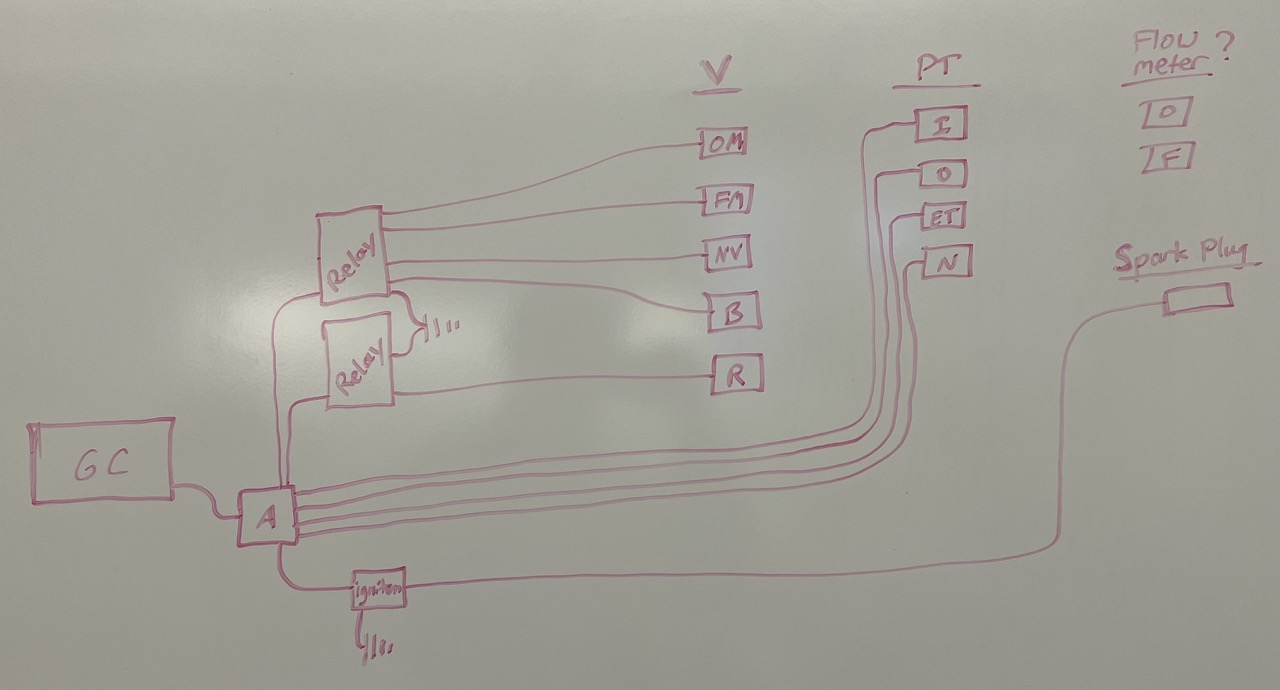 V
PT
Flow ?
meter
OM
I
O
FM
O
F
Relay
ET
NV
N
Spark Plug
B
Relay
R
GC
A
ignition